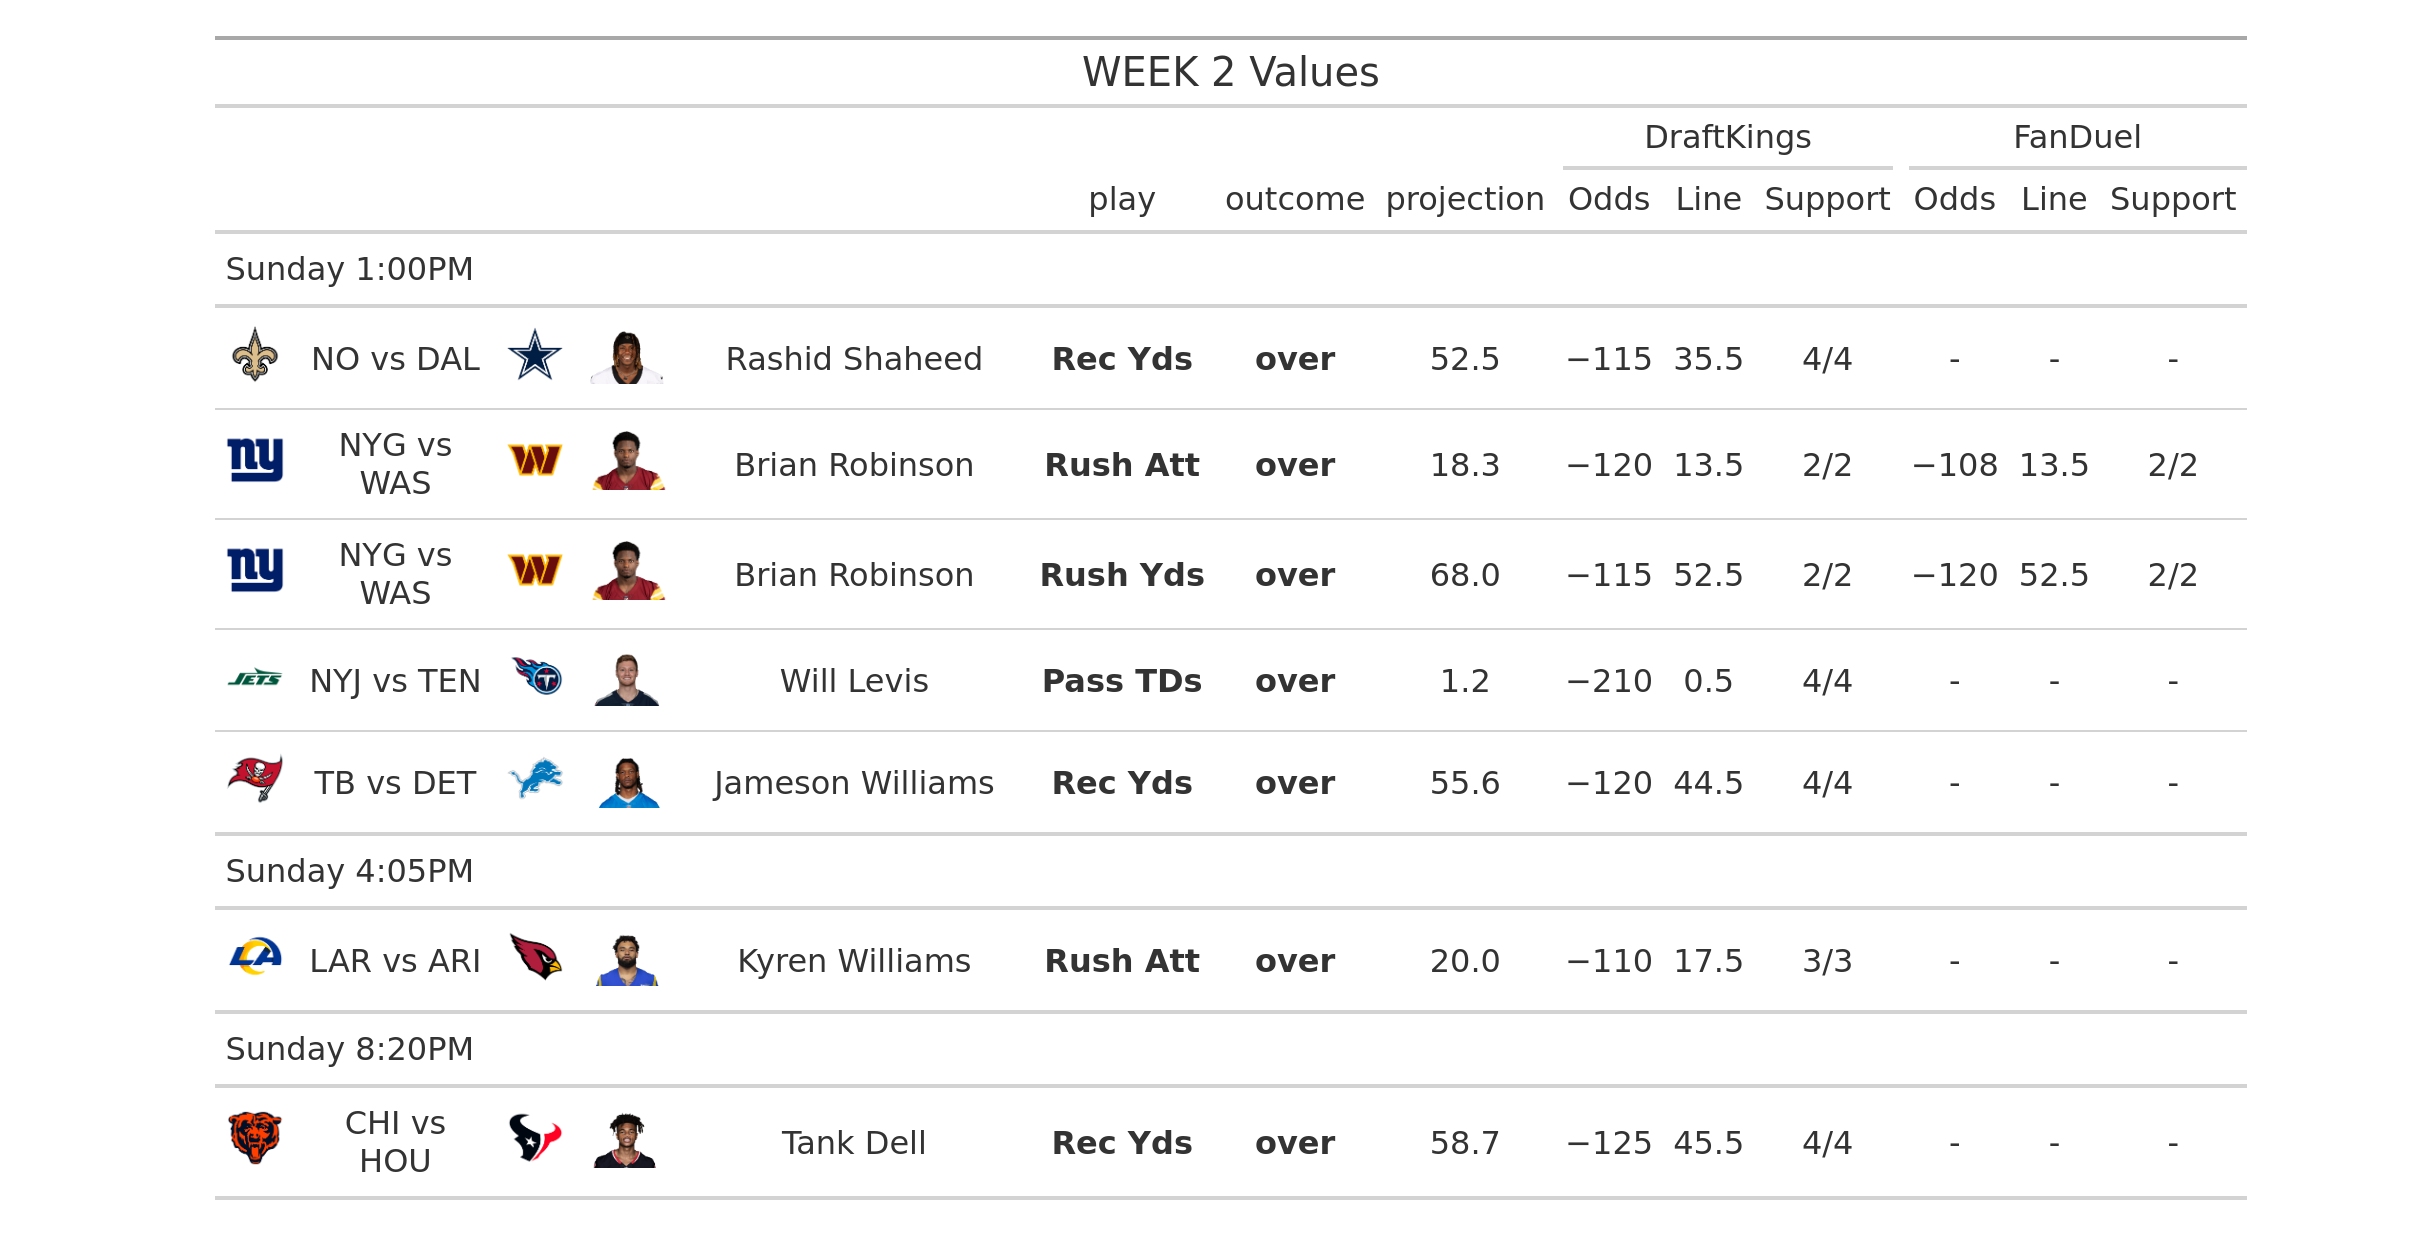 WEEK 2 Values
DraftKings FanDuel
play outcome projection Odds Line Support Odds Line Support
Sunday 1:00PM
NO vs DAL Rashid Shaheed Rec Yds over 52.5 −115 35.5 4/4 - - -
ny NYG vs
WAS W Brian Robinson Rush Att over 18.3 −120 13.5 2/2 −108 13.5 2/2
ny NYG vs
WAS W Brian Robinson Rush Yds over 68.0 −115 52.5 2/2 −120 52.5 2/2
JETS NYJ vs TEN T Will Levis Pass TDs over 1.2 −210 0.5 4/4 - - -
TB vs DET Jameson Williams Rec Yds over 55.6 −120 44.5 4/4 - - -
Sunday 4:05PM
LA LAR vs ARI Kyren Williams Rush Att over 20.0 −110 17.5 3/3 - - -
Sunday 8:20PM
CHI vs
HOU Tank Dell Rec Yds over 58.7 −125 45.5 4/4 - - -